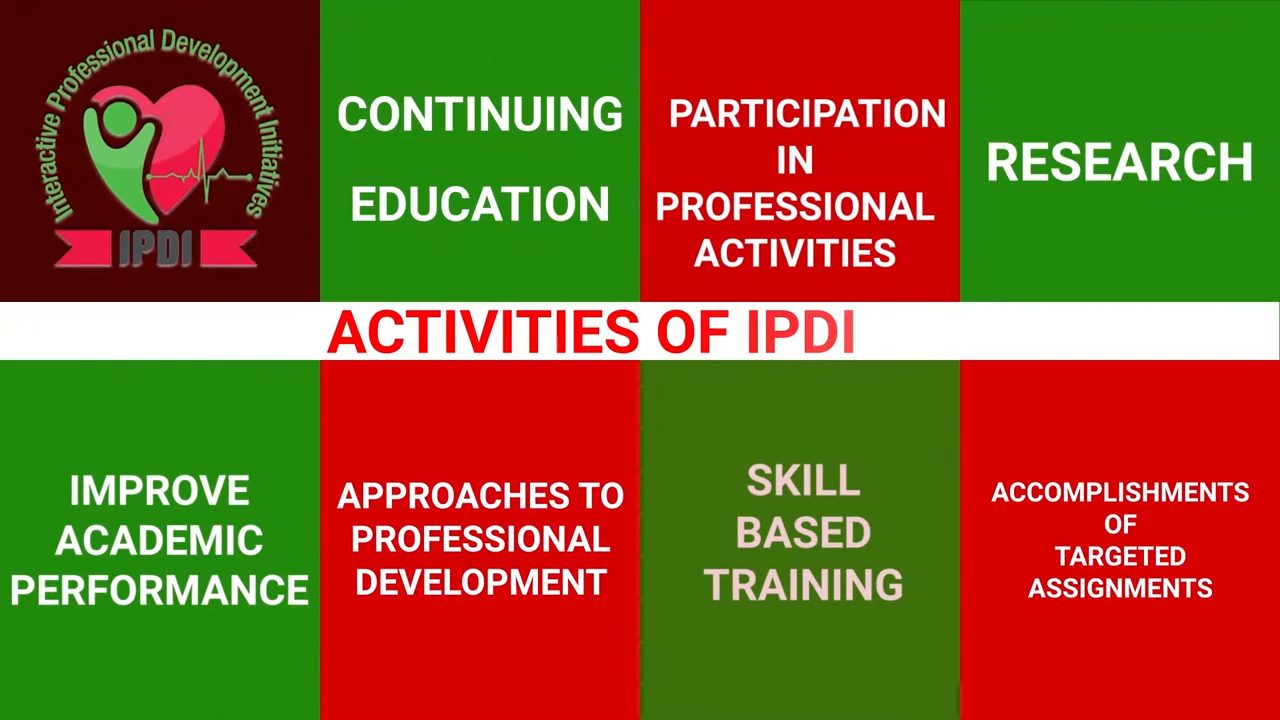 Interactive Professional Development Initiatives
IPDI
CONTINUING
EDUCATION
PARTICIPATION
IN
PROFESSIONAL
ACTIVITIES
RESEARCH
ACTIVITIES OF IPDI
IMPROVE
ACADEMIC
PERFORMANCE
APPROACHES TO
PROFESSIONAL
DEVELOPMENT
SKILL
BASED
TRAINING
ACCOMPLISHMENTS
OF
TARGETED
ASSIGNMENTS